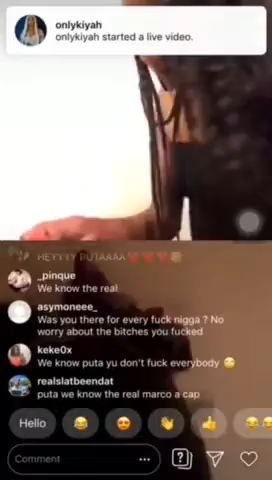 onlykiyah
onlykiyah started a live video.
HEYYYY PUTAAAA❤️❤️❤️
_pinque
We know the real
asymoneee_
Was you there for every fuck nigga ? No
worry about the bitches you fucked
keke0x
We know puta yu don't fuck everybody 🙄
realslatbeendat
puta we know the real marco a cap
Hello
Comment